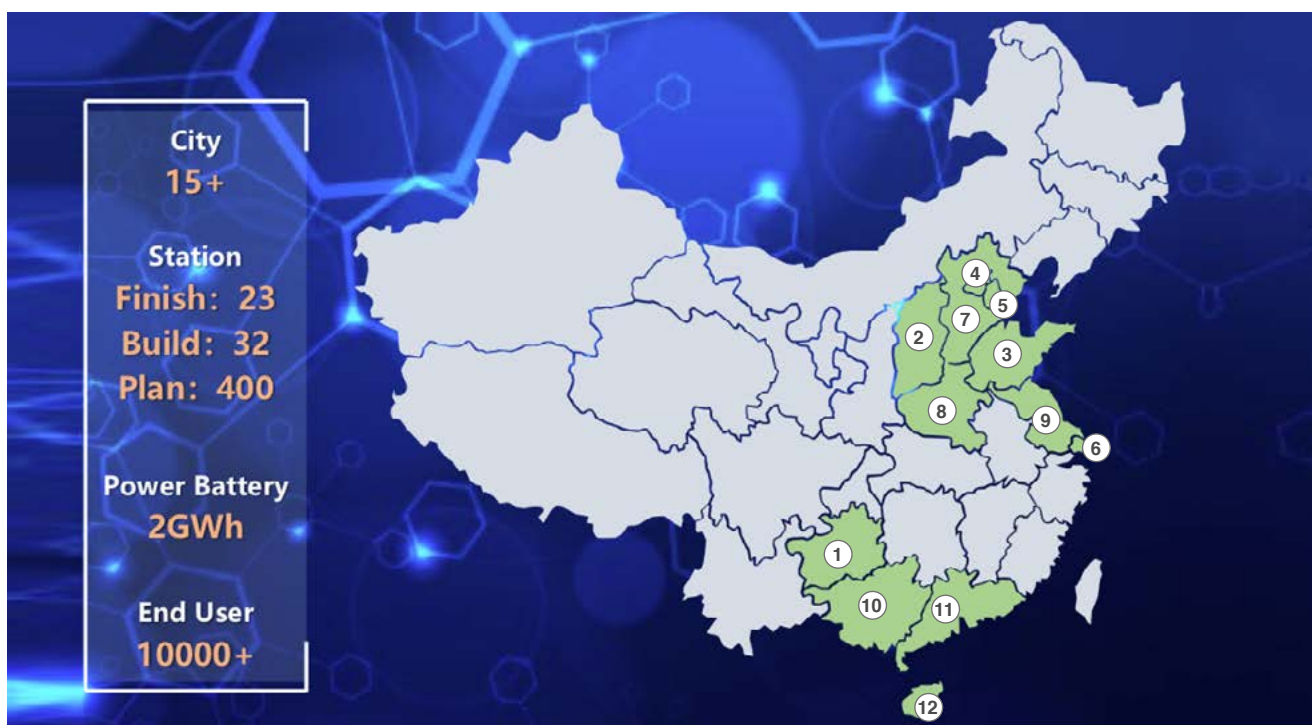 City
15+
Station
Finish: 23
Build: 32
Plan: 400
Power Battery
2GWh
End User
10000+
4
5
7
2
3
8
9
6
1
10
11
12